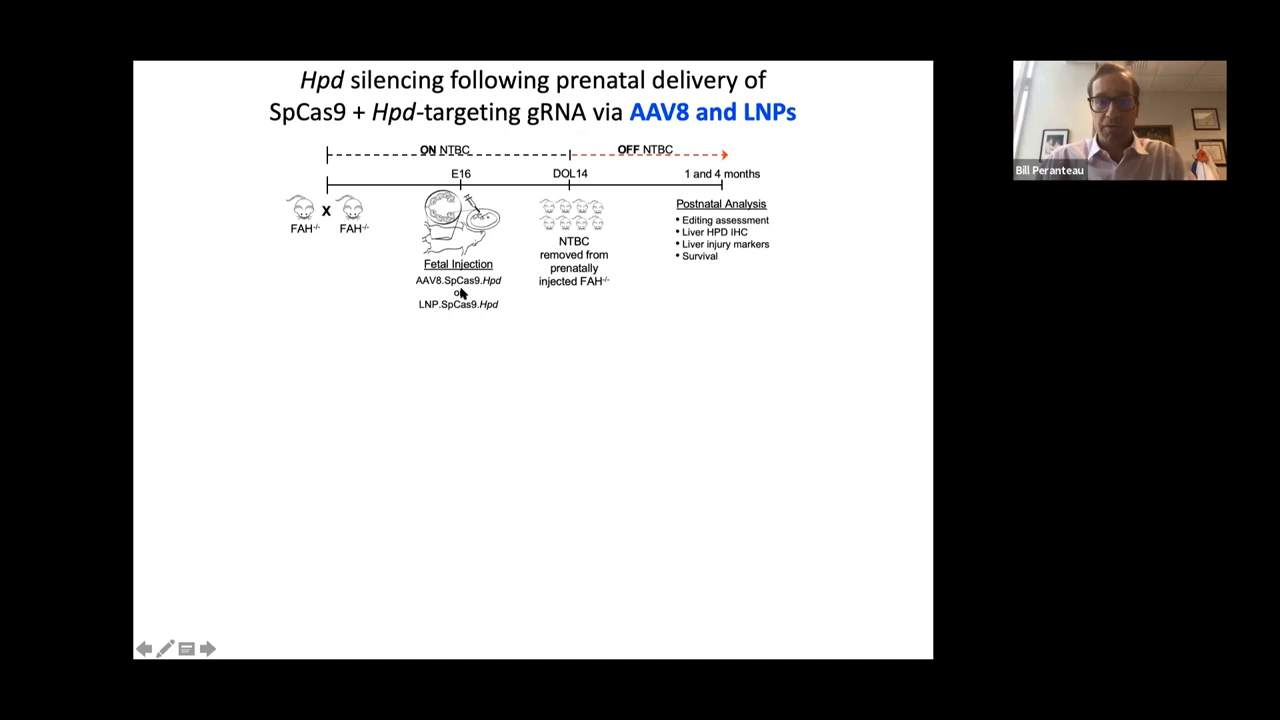 Hpd silencing following prenatal delivery of
SpCas9 + Hpd-targeting gRNA via AAV8 and LNPs
ON NTBC
OFF NTBC
E16
DOL14
1 and 4 months
FAH-/-
X
FAH-/-
Fetal Injection
AAV8.SpCas9.Hpd
LNP.SpCas9.Hpd
NTBC
removed from
prenatally
injected FAH-/-
Postnatal Analysis
• Editing assessment
• Liver HPD IHC
• Liver injury markers
• Survival
Bill Peranteau